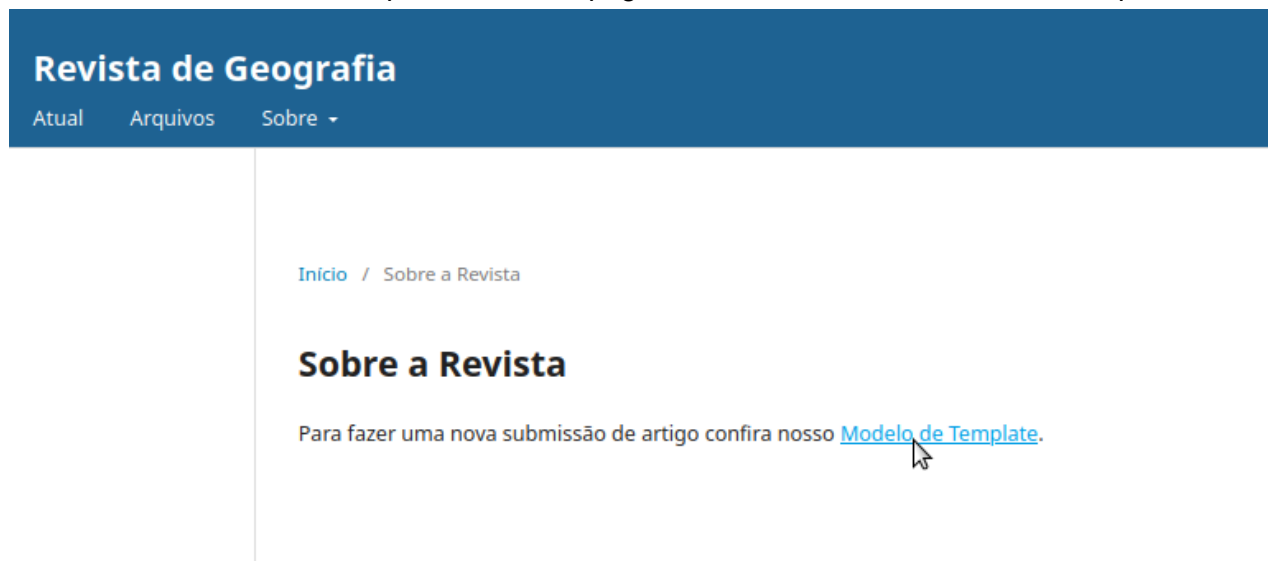 Revista de Geografia
Atual Arquivos Sobre
Início / Sobre a Revista
Sobre a Revista
Para fazer uma nova submissão de artigo confira nosso Modelo de Template.